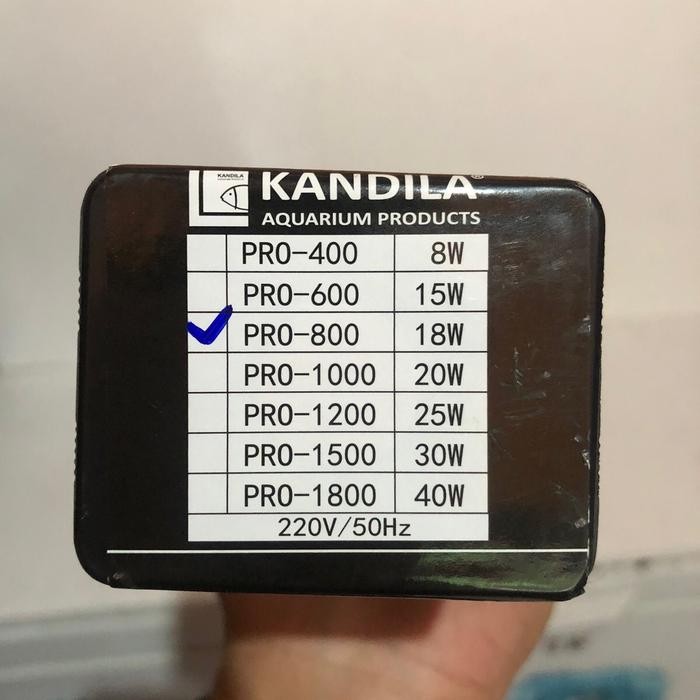 KANDILA
KANDILA®
AQUARIUM PRODUCTS
PRO-400 8W
PRO-600 15W
PRO-800 18W
PRO-1000 20W
PRO-1200 25W
PRO-1500 30W
PRO-1800 40W
220V/50Hz